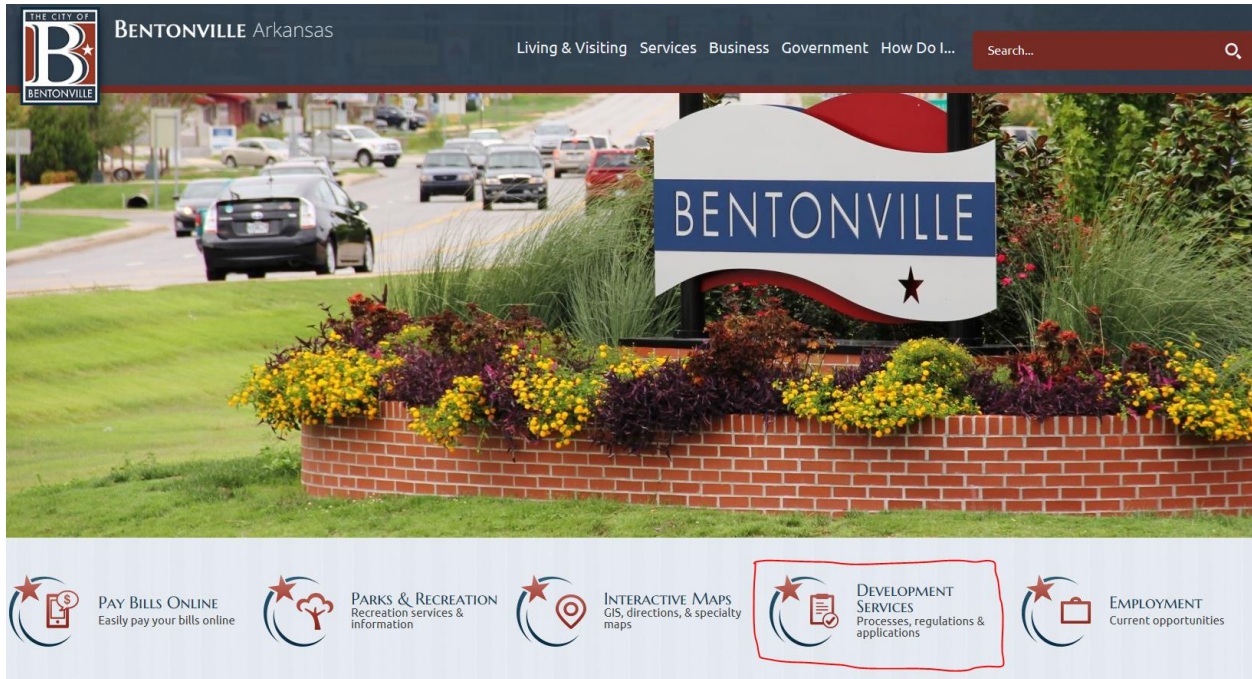 THE CITY OF
B
BENTONVILLE
BENTONVILLE Arkansas
Living & Visiting Services Business Government How Do I...
Search...
BENTONVILLE
PAY BILLS ONLINE
Easily pay your bills online
PARKS & RECREATION
Recreation services &
information
INTERACTIVE MAPS
GIS, directions, & specialty
maps
DEVELOPMENT
SERVICES
Processes, regulations &
applications
EMPLOYMENT
Current opportunities